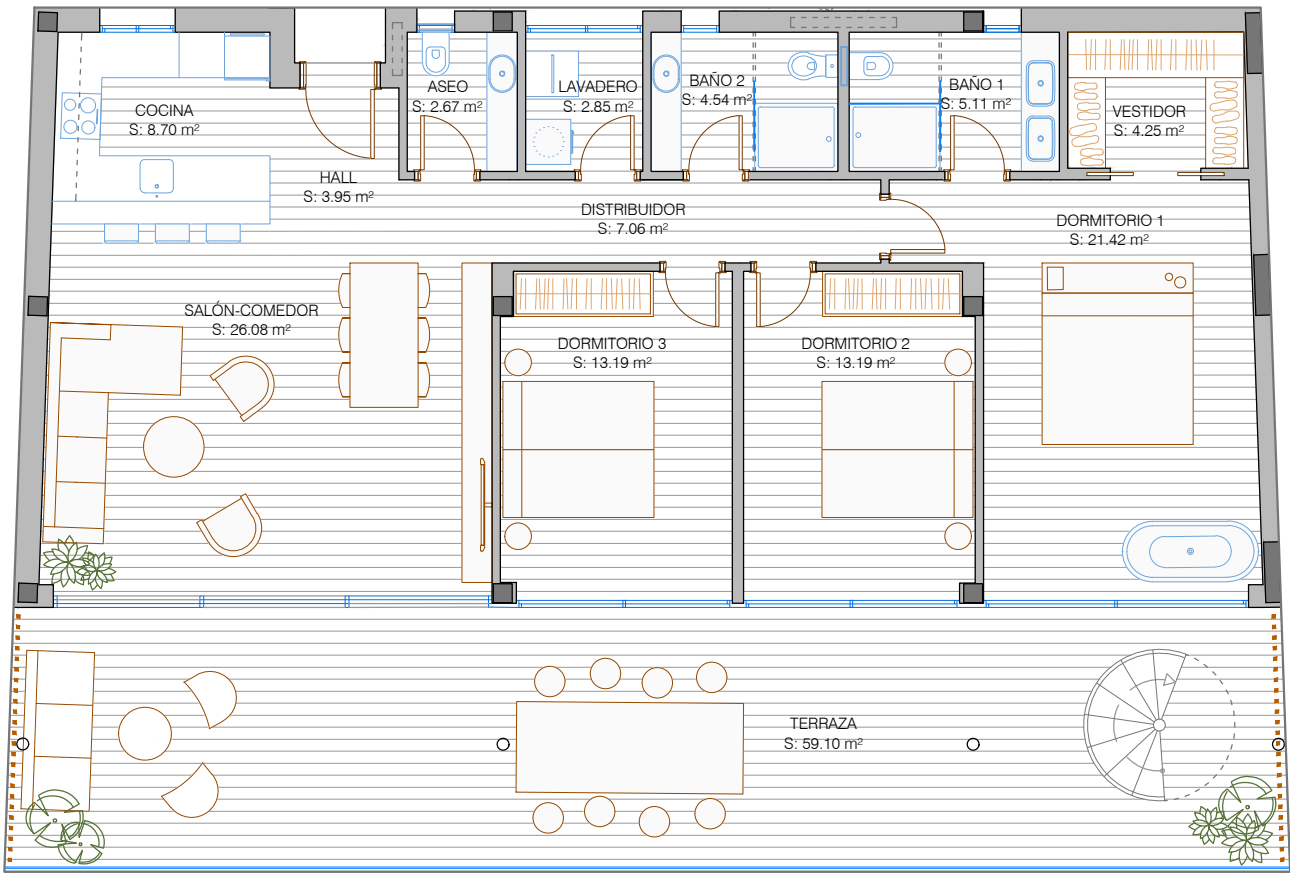 COCINA
S: 8.70 m²
ASEO
S: 2.67 m²
LAVADERO
S: 2.85 m²
BAÑO 2
S: 4.54 m²
BAÑO 1
S: 5.11 m²
VESTIDOR
S: 4.25 m²
HALL
S: 3.95 m²
DISTRIBUIDOR
S: 7.06 m²
DORMITORIO 1
S: 21.42 m²
SALÓN-COMEDOR
S: 26.08 m²
DORMITORIO 3
S: 13.19 m²
DORMITORIO 2
S: 13.19 m²
TERRAZA
S: 59.10 m²